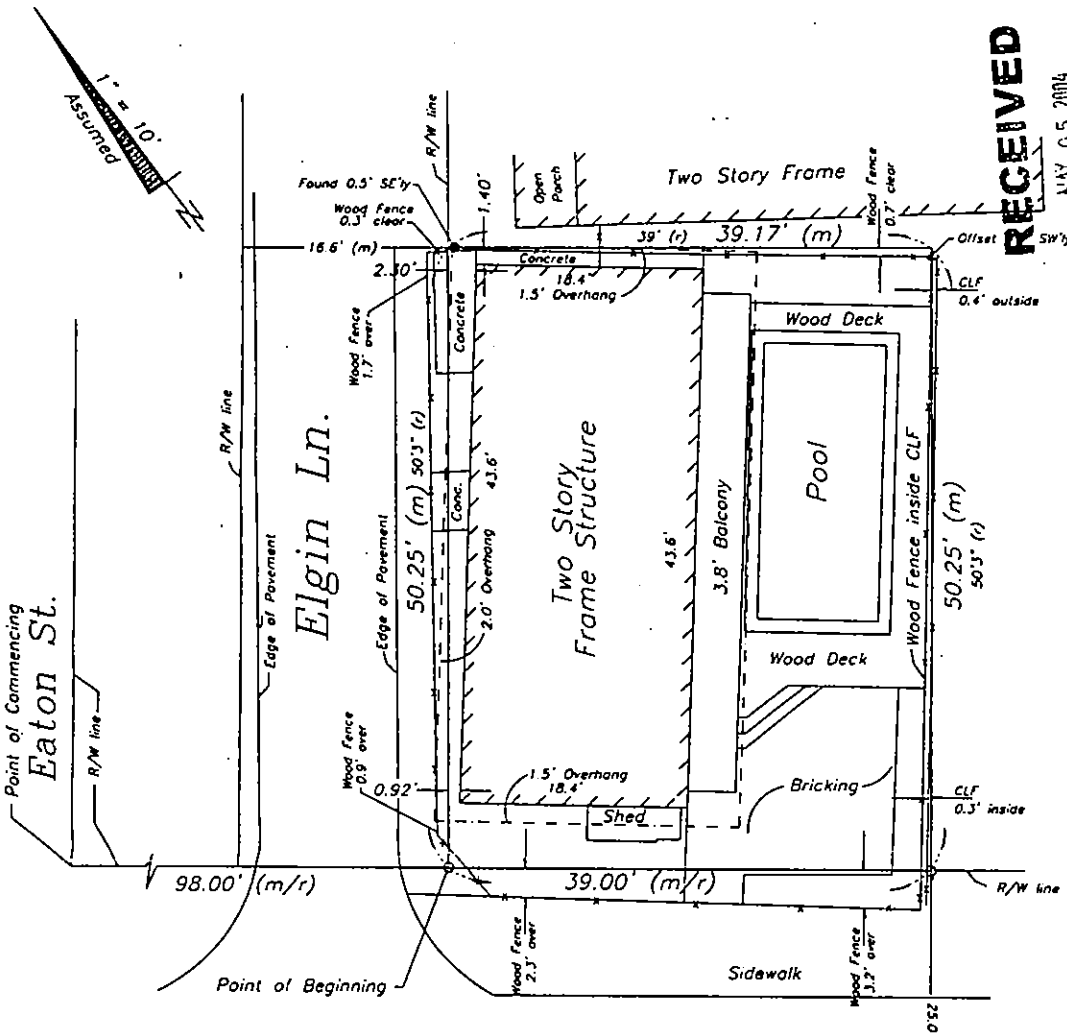 1" = 10'
Assumed
N
RECEIVED
MAY 05 2004
R/W line
Found 0.5' SE'ly
Wood Fence
0.3' clear
1.40'
Open
Porch
Two Story Frame
Wood Fence
0.7' clear
16.6' (m)
39' (r)
39.17' (m)
Offset
SW'ly
2.30'
Concrete
18.4'
1.5' Overhang
CLF
0.4' outside
Wood Fence
1.7' over
Concrete
Wood Deck
R/W line
Elgin Ln.
Edge of Pavement
Edge of Pavement
50.25' (m)
50'3" (r)
Conc.
43.6'
2.0' Overhang
Two Story
Frame Structure
43.6'
3.8' Balcony
Pool
Wood Fence inside CLF
50.25' (m)
50'3" (r)
Wood Deck
Point of Commencing
Eaton St.
R/W line
Wood Fence
0.9' over
0.92'
1.5' Overhang
18.4'
Shed
Bricking
CLF
0.3' inside
98.00' (m/r)
39.00' (m/r)
R/W line
Wood Fence
2.3' over
Wood Fence
3.2' over
Point of Beginning
Sidewalk
25.0